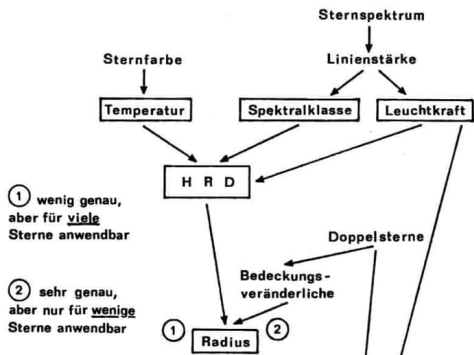 Sternspektrum
Sternfarbe
Linienstärke
Temperatur
Spektralklasse
Leuchtkraft
H R D
① wenig genau,
aber für viele
Sterne anwendbar
Doppelsterne
Bedeckungs-
veränderliche
② sehr genau,
aber nur für wenige
Sterne anwendbar
① Radius ②